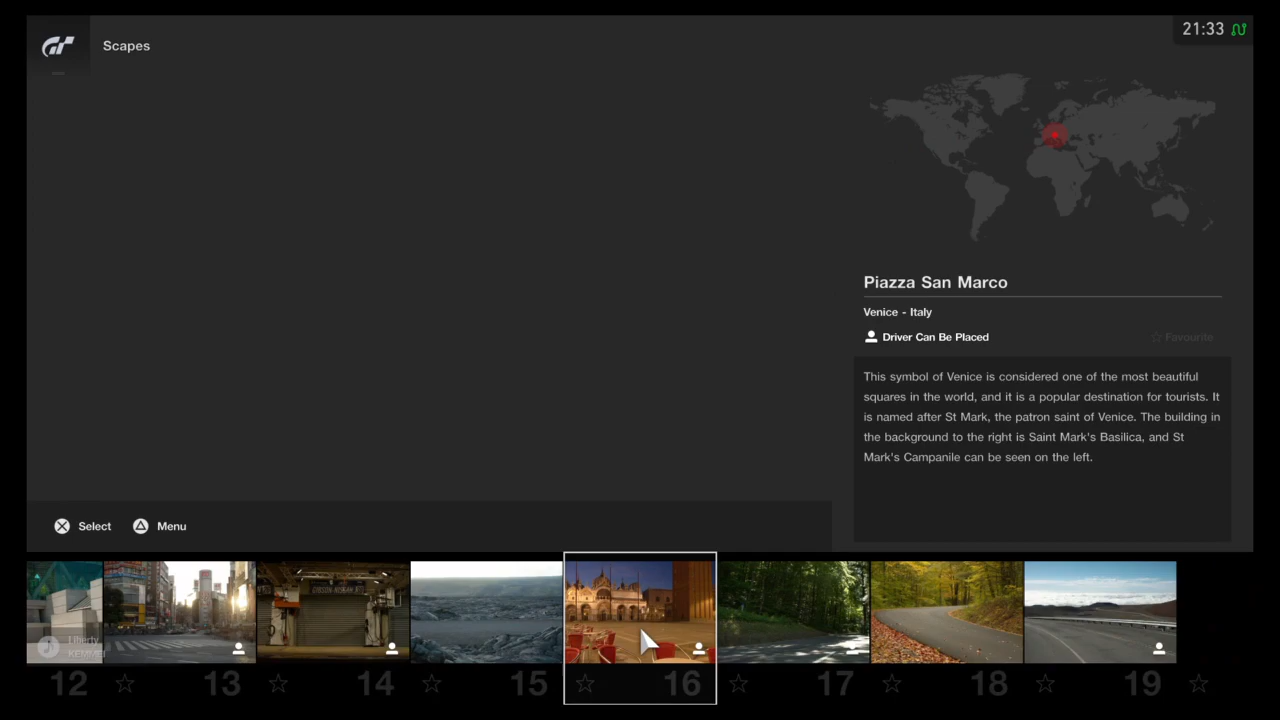 Scapes
21:33
Piazza San Marco
Venice - Italy
Driver Can Be Placed
Favourite
This symbol of Venice is considered one of the most beautiful
squares in the world, and it is a popular destination for tourists. It
is named after St Mark, the patron saint of Venice. The building in
the background to the right is Saint Mark's Basilica, and St
Mark's Campanile can be seen on the left.
Select
Menu
Liberty
KEMMEI
12
13
14
15
16
17
18
19